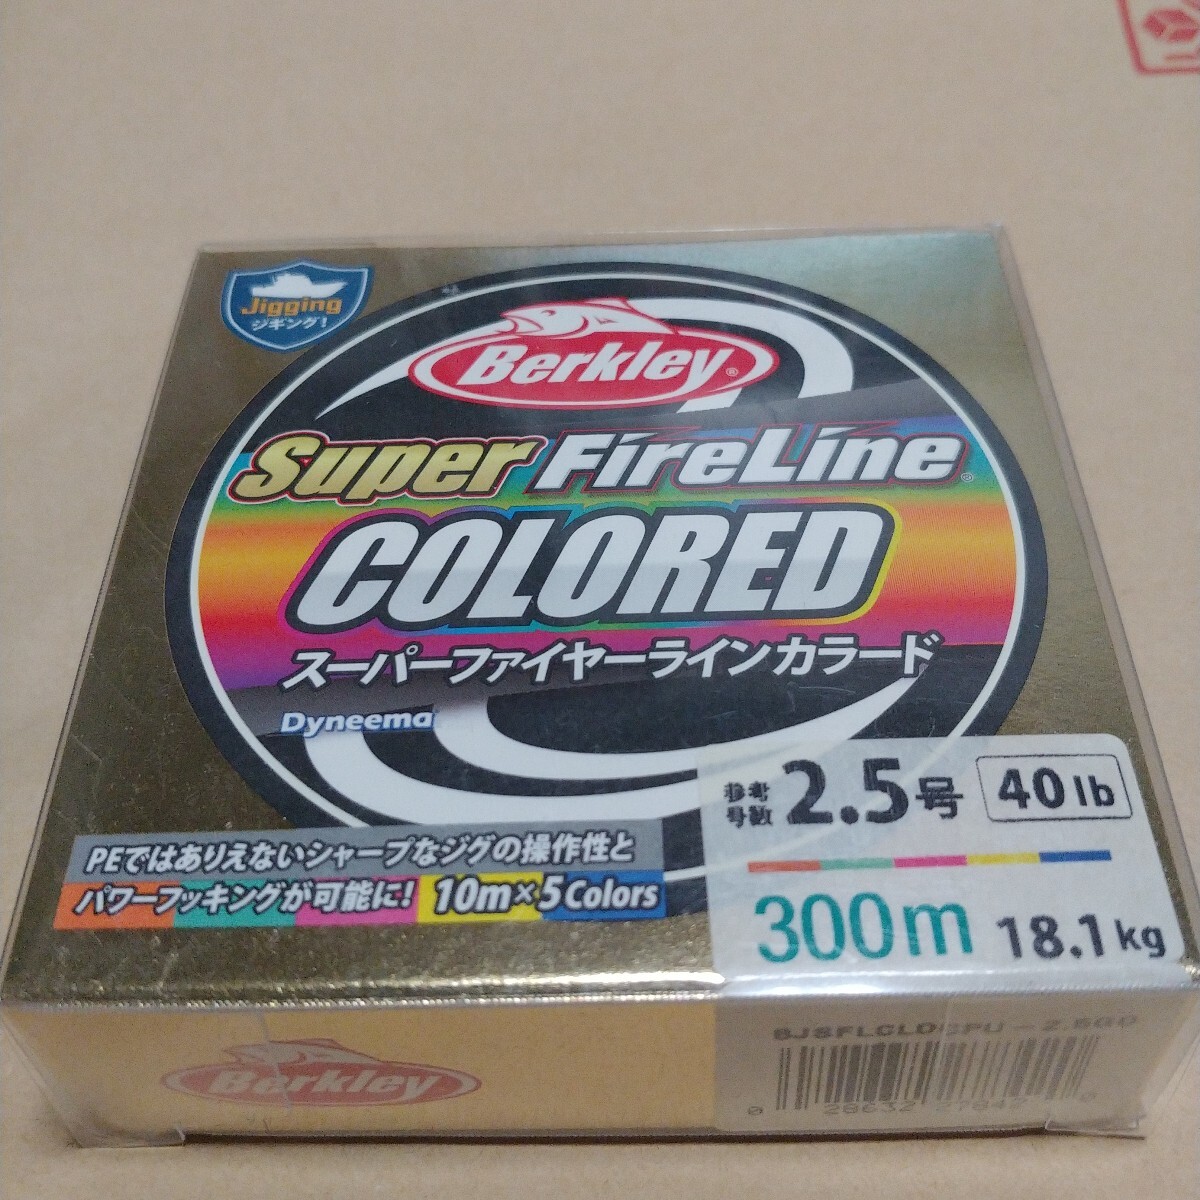 Jigging
ジギング!
Berkley®
Super FireLine®
COLORED
スーパーファイヤーラインカラード
Dyneema
参考号数 2.5号 40lb
PEではありえないシャープなジグの操作性と
パワーフッキングが可能に! 10m×5Colors
300m 18.1kg
Berkley